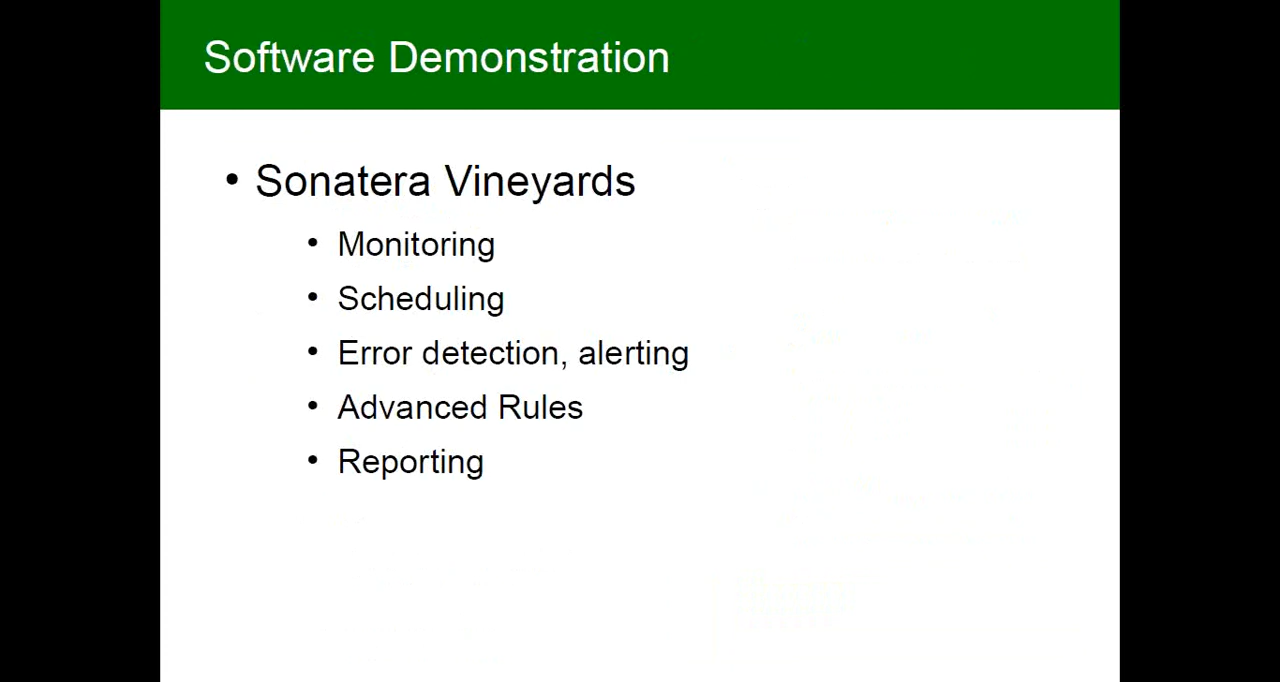 Software Demonstration
• Sonatera Vineyards
• Monitoring
• Scheduling
• Error detection, alerting
• Advanced Rules
• Reporting